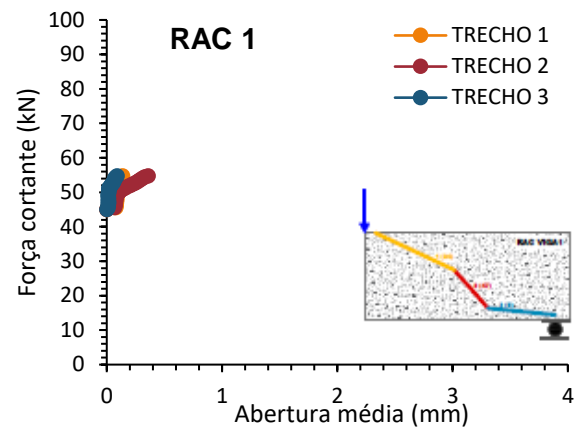 RAC 1
TRECHO 1
TRECHO 2
TRECHO 3
Força cortante (kN)
100
90
80
70
60
50
40
30
20
10
0
RAC VIGA I
0 1 2 3 4
Abertura média (mm)